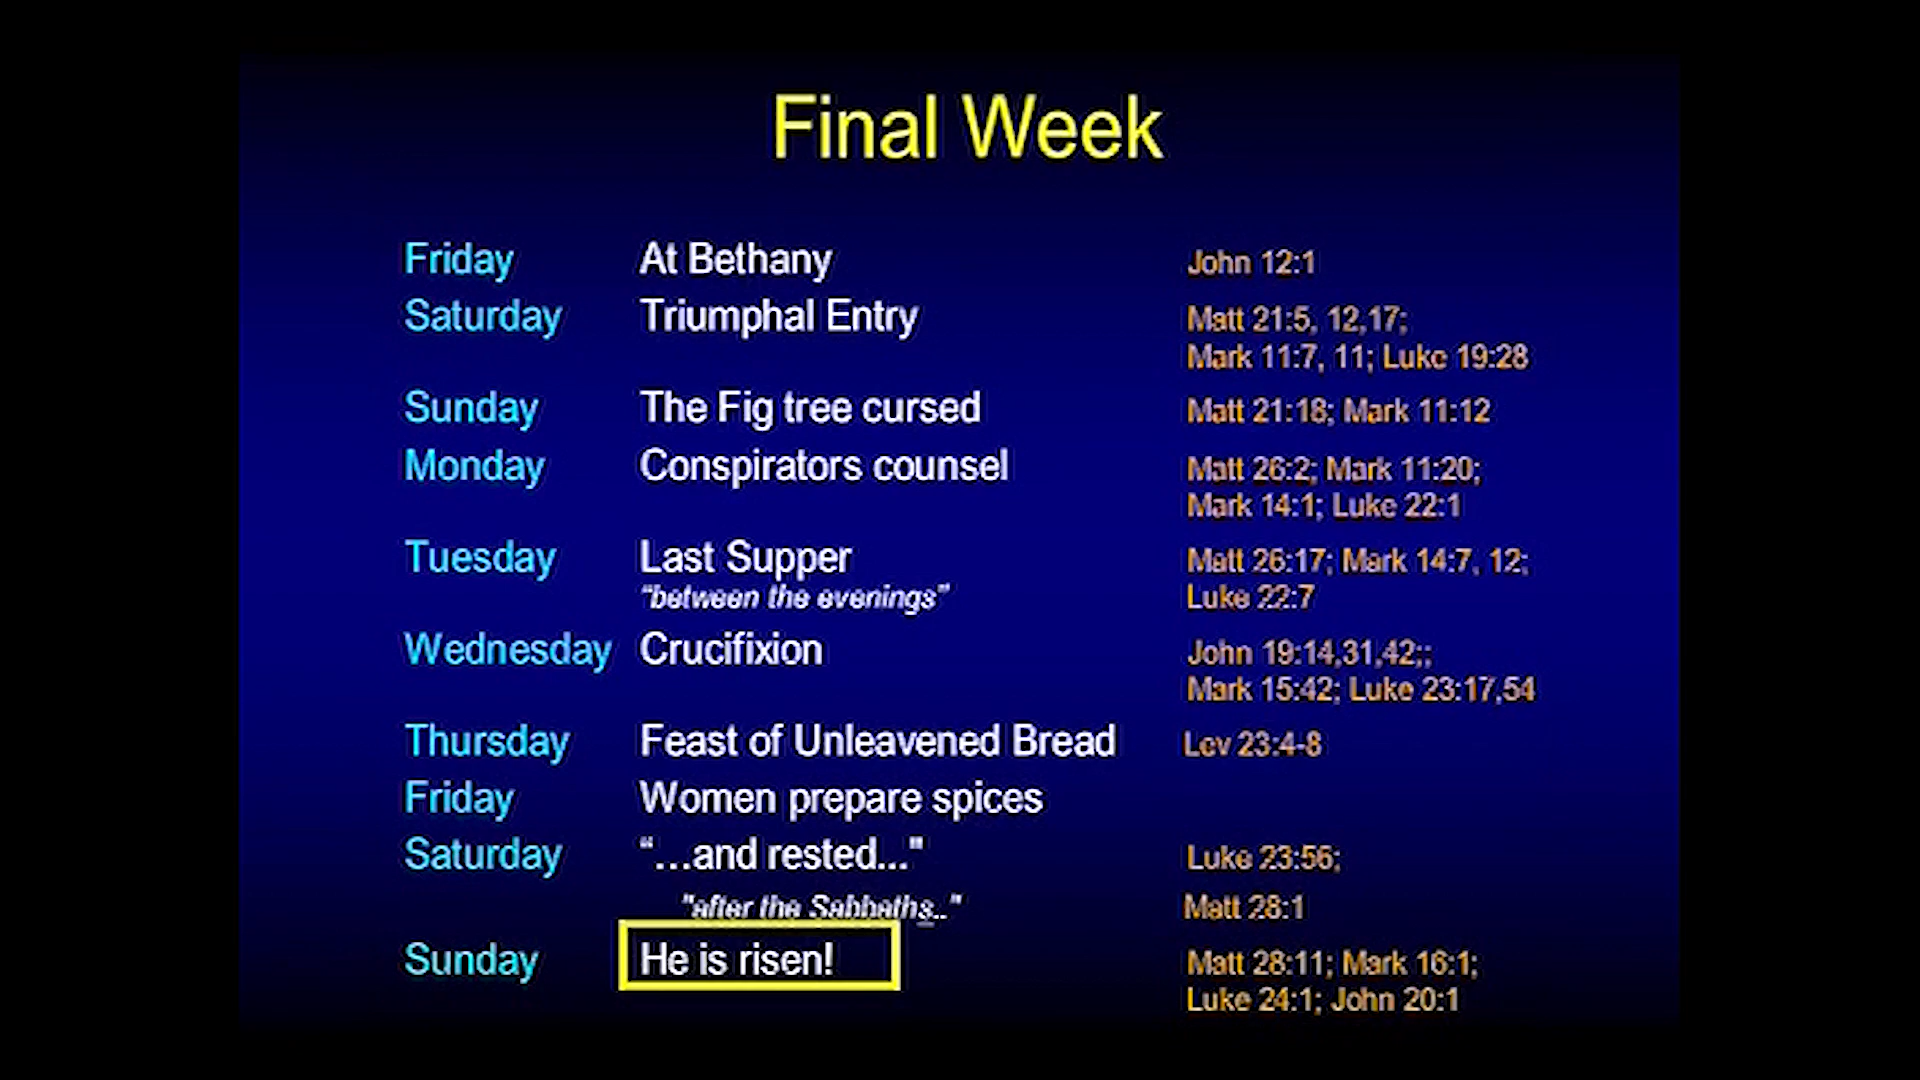 Final Week
Friday At Bethany John 12:1
Saturday Triumphal Entry Matt 21:5, 12,17;
Mark 11:7, 11; Luke 19:28
Sunday The Fig tree cursed Matt 21:18; Mark 11:12
Monday Conspirators counsel Matt 26:2; Mark 11:20;
Mark 14:1; Luke 22:1
Tuesday Last Supper Matt 26:17; Mark 14:7, 12;
"between the evenings" Luke 22:7
Wednesday Crucifixion John 19:14,31,42;;
Mark 15:42; Luke 23:17,54
Thursday Feast of Unleavened Bread Lev 23:4-8
Friday Women prepare spices
Saturday "...and rested..." Luke 23:56;
"after the Sabbaths.." Matt 28:1
Sunday He is risen! Matt 28:11; Mark 16:1;
Luke 24:1; John 20:1